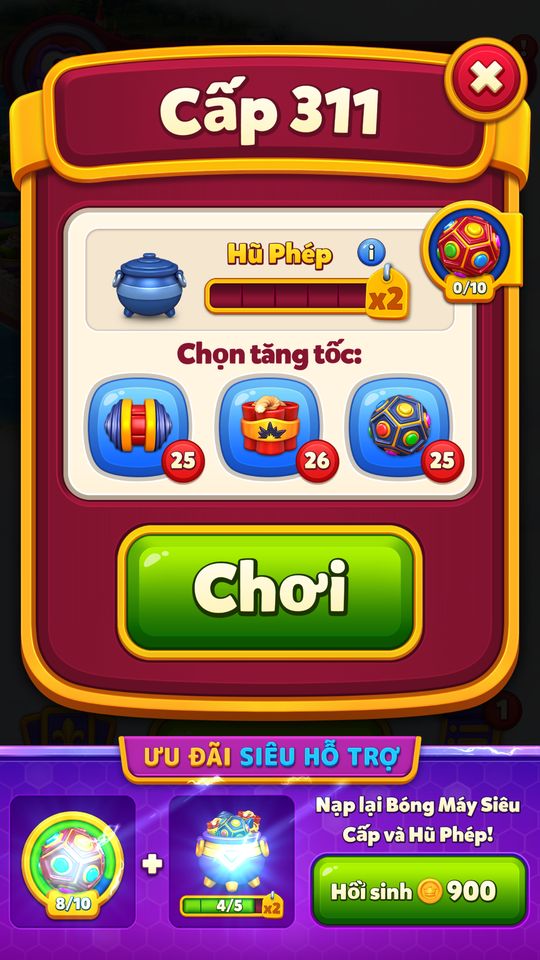 Cấp 311
Hũ Phép
i
x2
0/10
Chọn tăng tốc:
25
26
25
Chơi
1
ƯU ĐÃI SIÊU HỖ TRỢ
8/10
4/5
x2
Nạp lại Bóng Máy Siêu
Cấp và Hũ Phép!
Hồi sinh 900